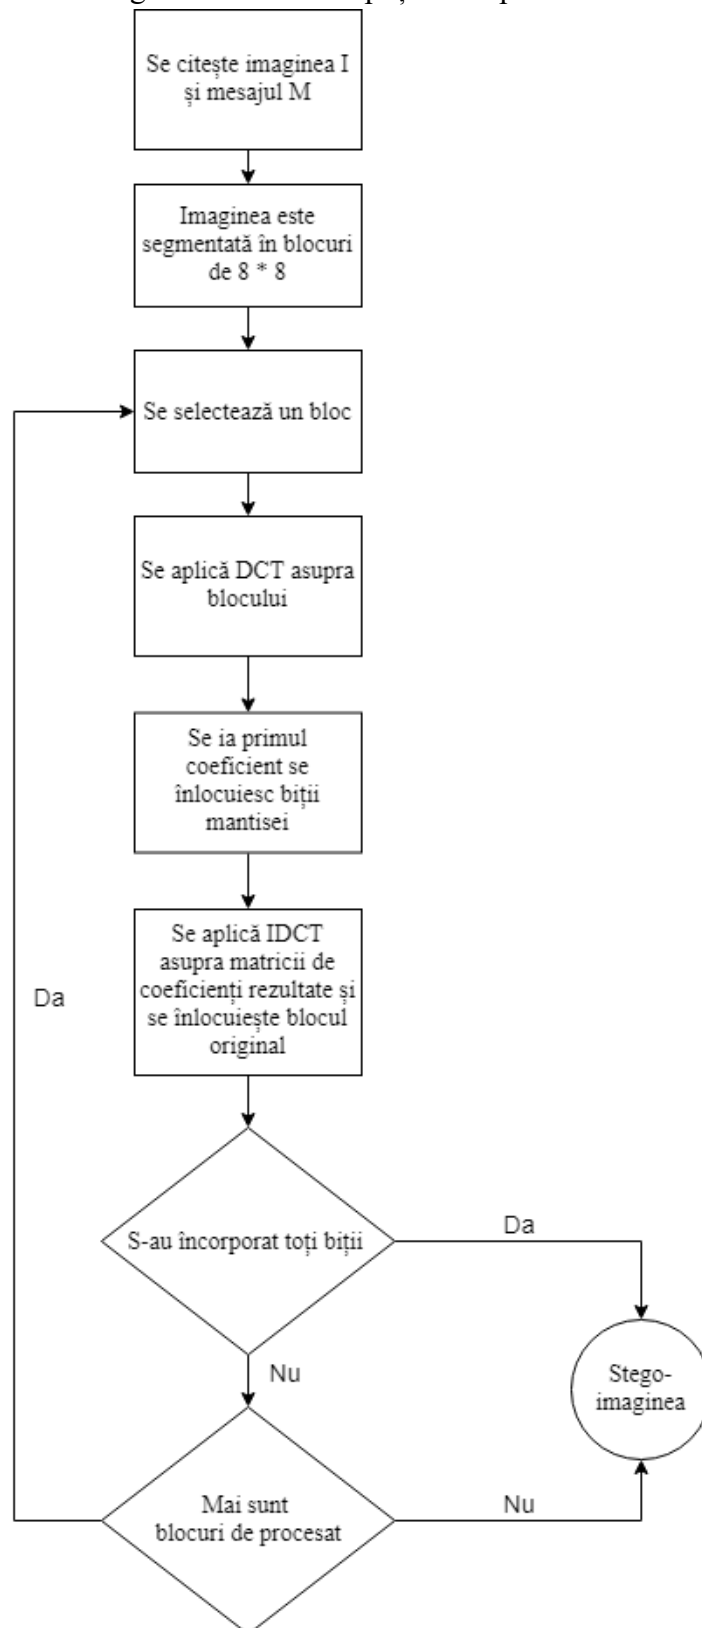 Se citește imaginea I
și mesajul M
Imaginea este
segmentată în blocuri
de 8 * 8
Se selectează un bloc
Se aplică DCT asupra
blocului
Se ia primul
coeficient se
înlocuiesc biții
mantisei
Se aplică IDCT
asupra matricii de
coeficienți rezultate și
se înlocuiește blocul
original
Da
S-au încorporat toți biții
Da
Nu
Stego-
imaginea
Mai sunt
blocuri de procesat
Nu